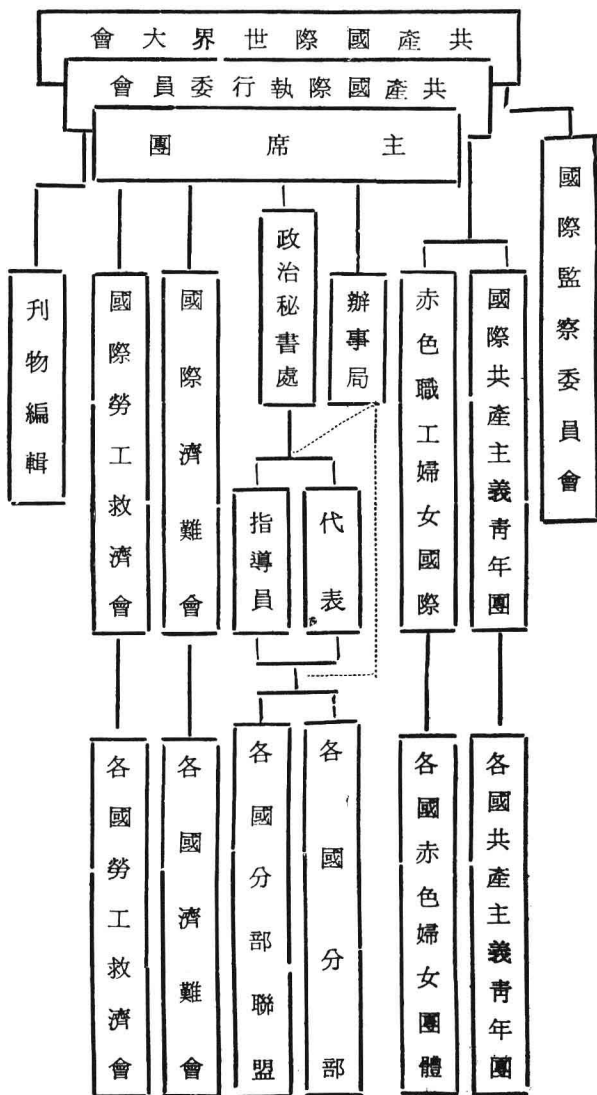 共產國際世界大會
共產國際執行委員會
主席團
國際監察委員會
國際共產主義青年團
赤色職工婦女國際
辦事局
政治秘書處
國際濟難會
國際勞工救濟會
刊物編輯
代表
指導員
各國共產主義青年團
各國赤色婦女團體
各國分部
各國分部聯盟
各國濟難會
各國勞工救濟會